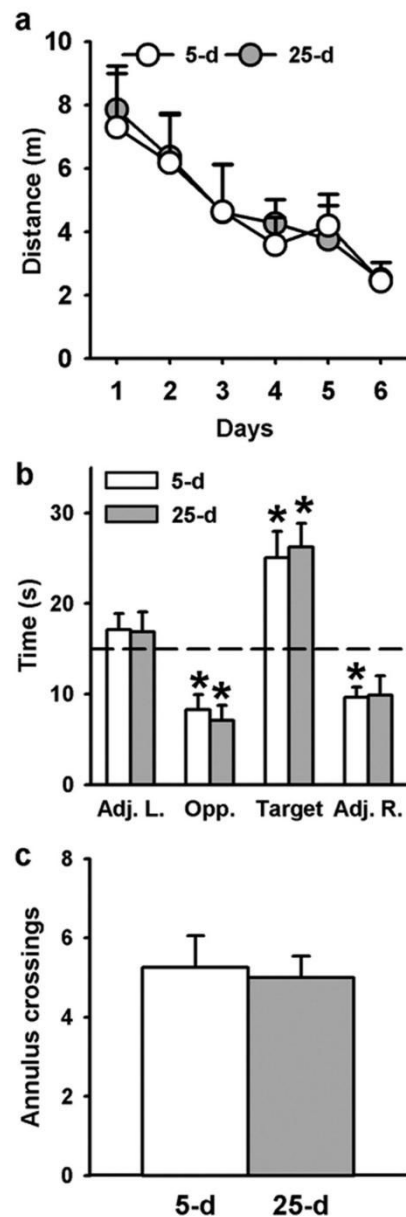 a
5-d 25-d
10
8
6
4
2
0
Distance (m)
1 2 3 4 5 6
Days
b
5-d
25-d
30
20
10
0
Time (s)
* * * * *
Adj. L. Opp. Target Adj. R.
c
8
6
4
2
0
Annulus crossings
5-d 25-d